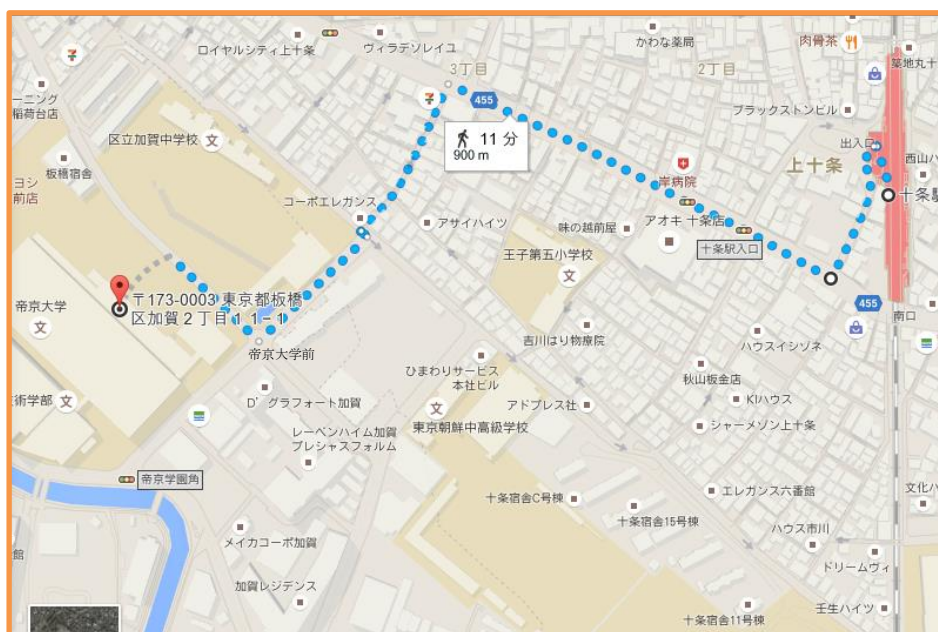 ロイヤルシティ上十条
ヴィラデソレイユ
かわな薬局
肉骨茶
築地丸十
3丁目
2丁目
ーニング
稲荷台店
455
ブラックストンビル
区立加賀中学校
文
11 分
900 m
出入口
西山ハ
板橋宿舎
岸病院
上十条
ヨシ
前店
コーポエレガンス
十条駅
アサイハイツ
味の越前屋
アオキ 十条店
十条駅入口
王子第五小学校
文
〒173-0003 東京都板橋
区加賀２丁目１１−１
帝京大学
文
455
南口
帝京大学前
吉川はり物療院
ハウスイシソネ
ひまわりサービス
本社ビル
秋山板金店
術学部
文
D’グラフォート加賀
文
アドプレス社
KIハウス
東京朝鮮中高級学校
シャーメゾン上十条
レーベンハイム加賀
プレシャスフォルム
帝京学園角
十条宿舎C号棟
エレガンス六番館
文化ハ
十条宿舎15号棟
ハウス市川
館
メイカコーポ加賀
ドリームヴィ
加賀レジデンス
十条宿舎11号棟
壬生ハイツ